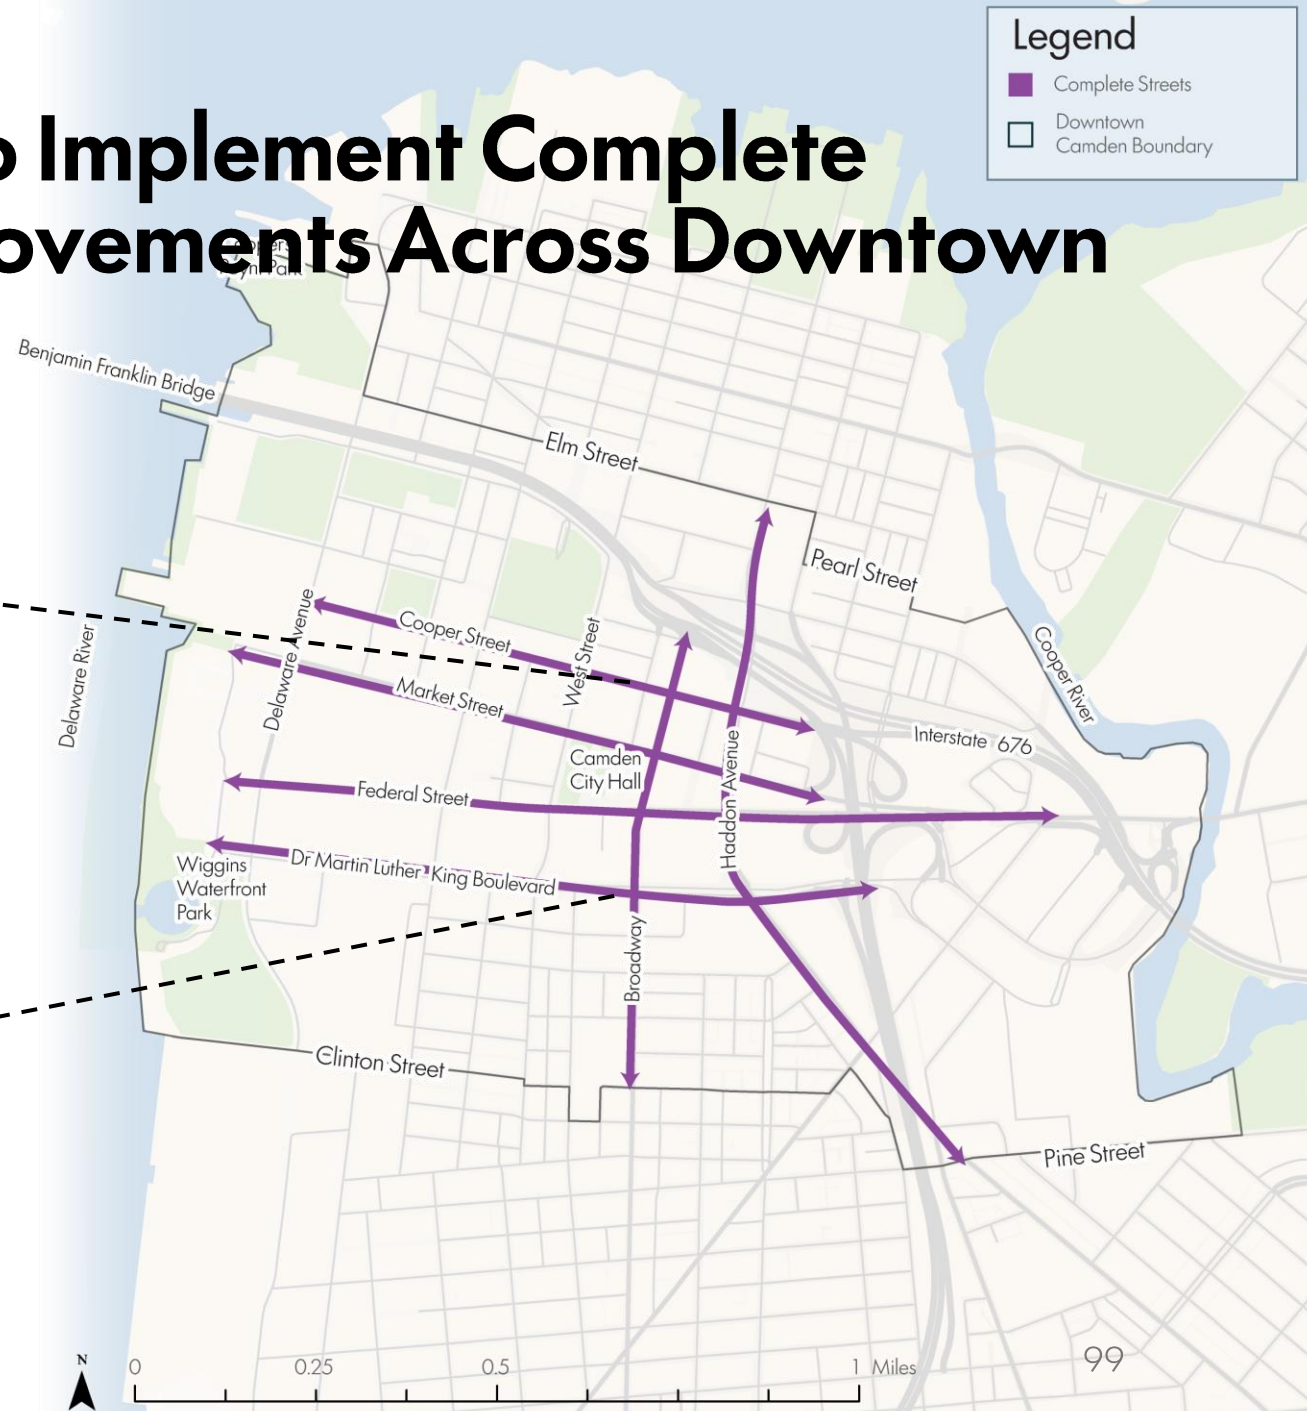 Legend
Complete Streets
Downtown
Camden Boundary
o Implement Complete
ovements Across Downtown
Benjamin Franklin Bridge
Elm Street
Pearl Street
Cooper Street
West Street
Delaware Avenue
Delaware River
Market Street
Cooper River
Interstate 676
Camden
City Hall
Haddon Avenue
Federal Street
Dr Martin Luther King Boulevard
Wiggins
Waterfront
Park
Broadway
Clinton Street
Pine Street
N
0 0.25 0.5 1 Miles
99